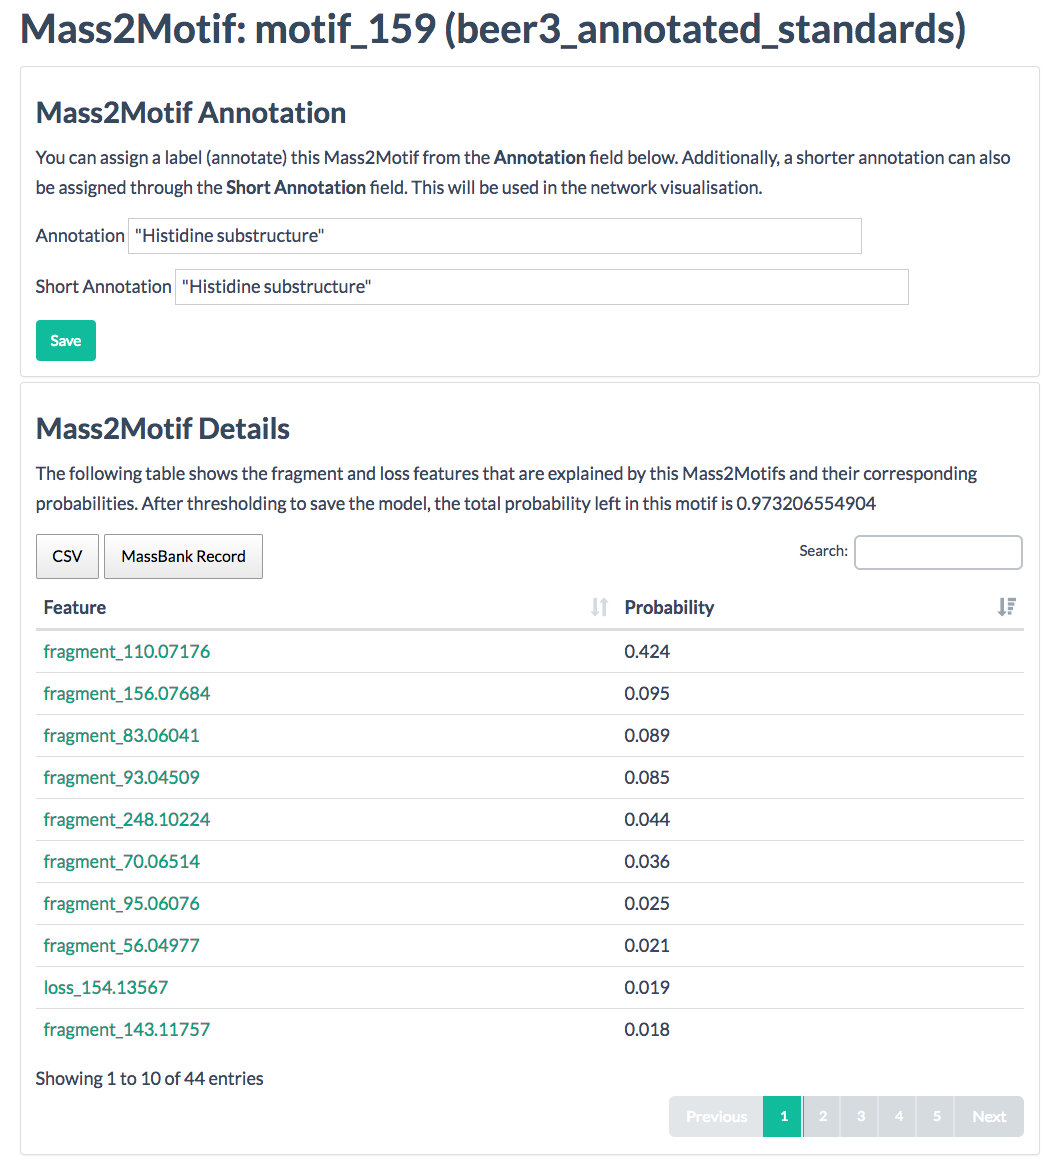 Mass2Motif: motif_159 (beer3_annotated_standards)
Mass2Motif Annotation
You can assign a label (annotate) this Mass2Motif from the Annotation field below. Additionally, a shorter annotation can also
be assigned through the Short Annotation field. This will be used in the network visualisation.
Annotation "Histidine substructure"
Short Annotation "Histidine substructure"
Save
Mass2Motif Details
The following table shows the fragment and loss features that are explained by this Mass2Motifs and their corresponding
probabilities. After thresholding to save the model, the total probability left in this motif is 0.973206554904
CSV MassBank Record Search:
Feature Probability
fragment_110.07176 0.424
fragment_156.07684 0.095
fragment_83.06041 0.089
fragment_93.04509 0.085
fragment_248.10224 0.044
fragment_70.06514 0.036
fragment_95.06076 0.025
fragment_56.04977 0.021
loss_154.13567 0.019
fragment_143.11757 0.018
Showing 1 to 10 of 44 entries
Previous 1 2 3 4 5 Next